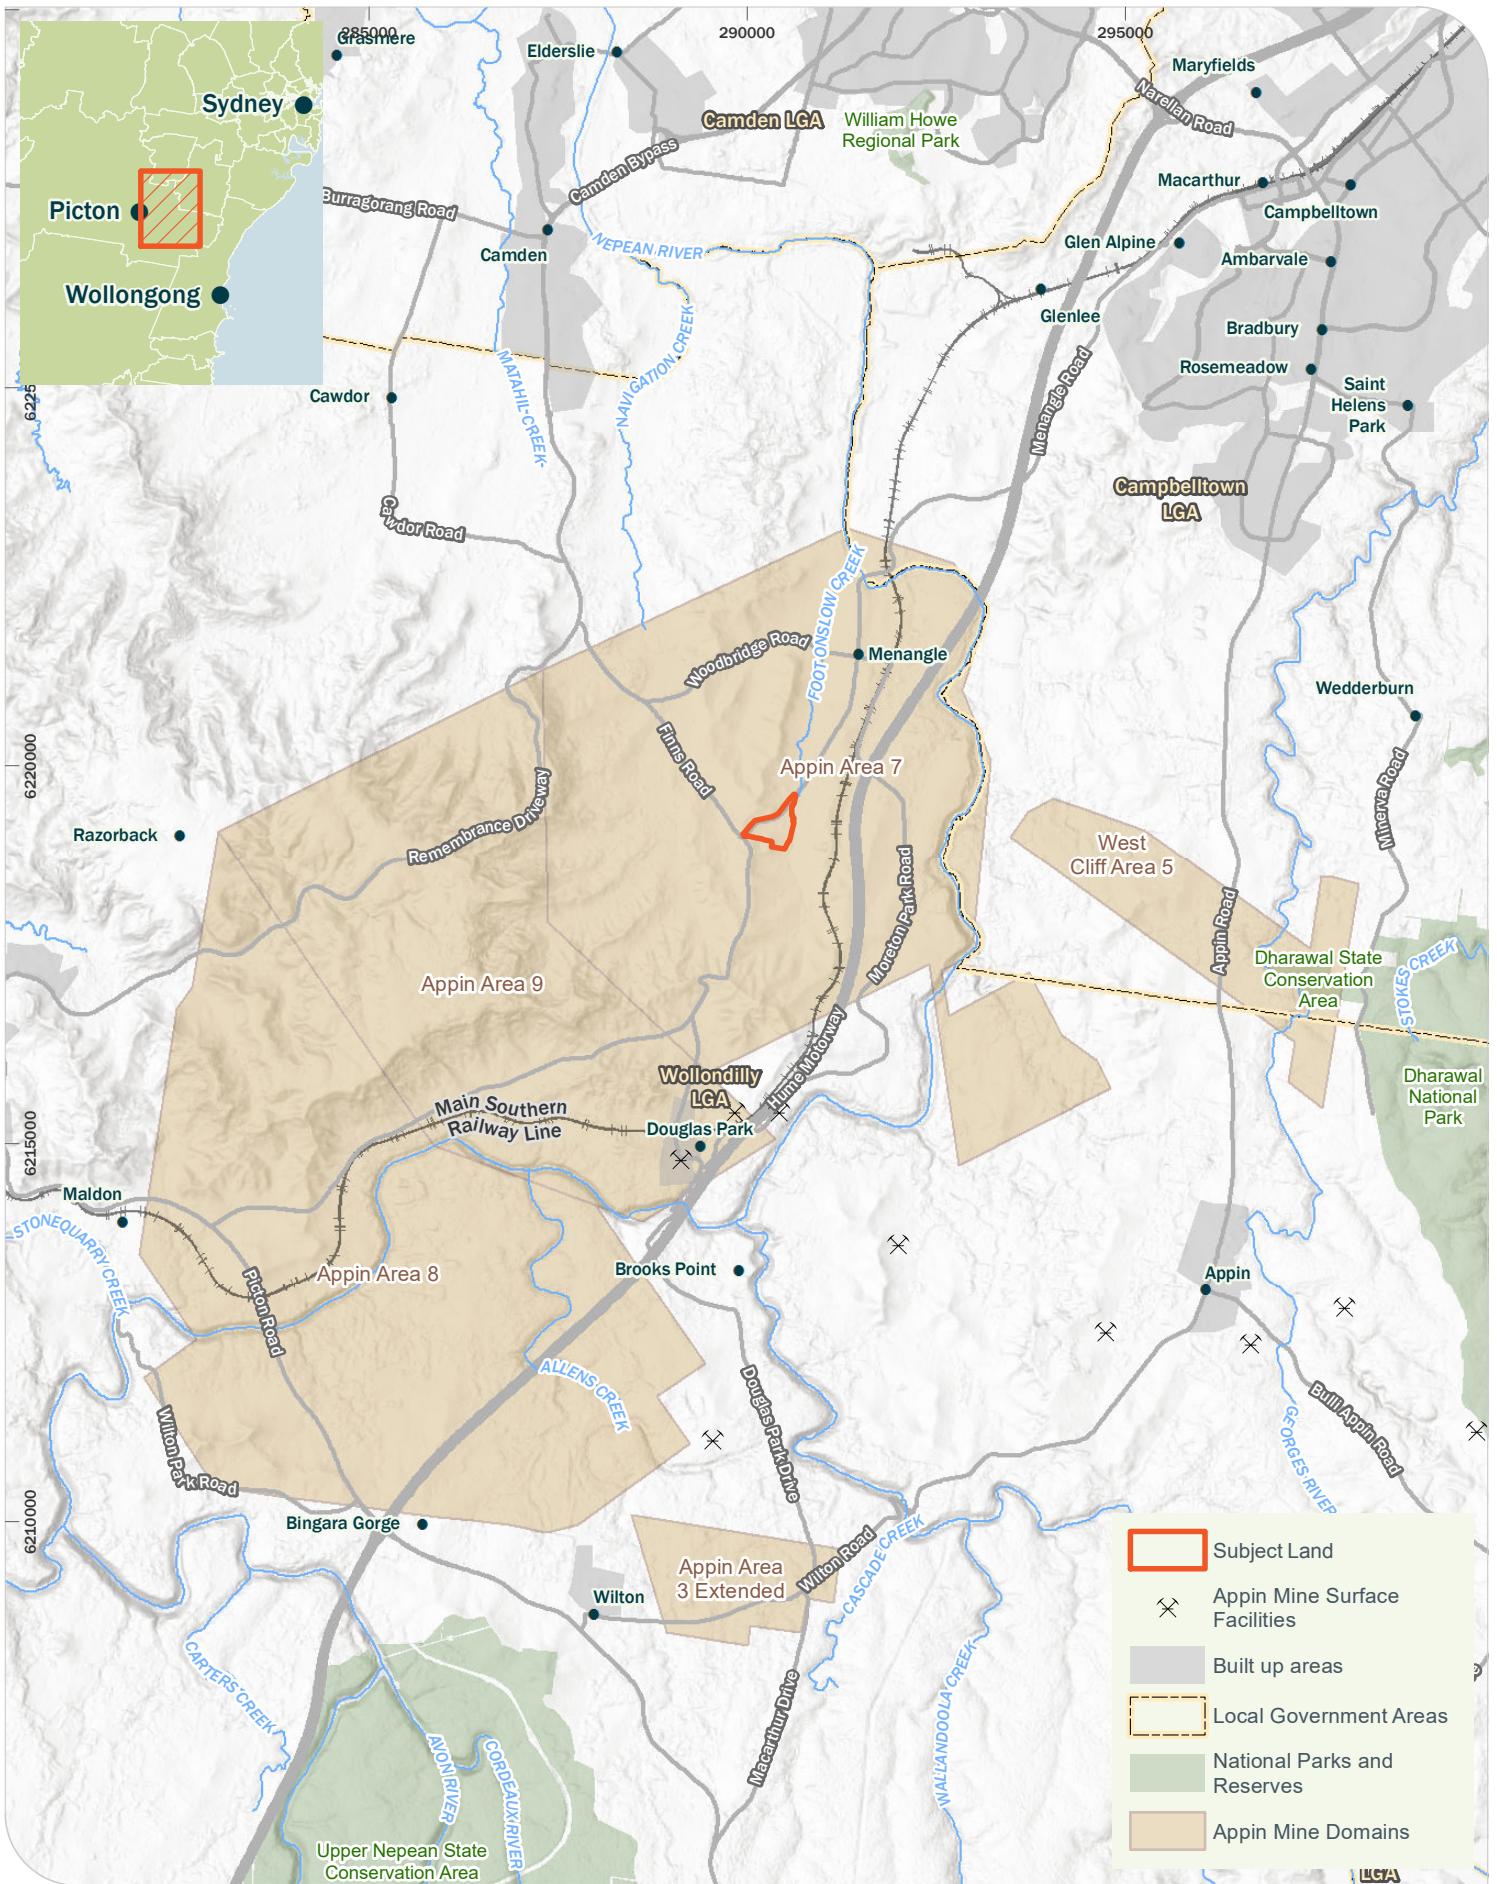 285000
290000
295000
Grasmere
Elderslie
Maryfields
Sydney
Camden LGA
William Howe
Regional Park
Narellan Road
Camden Bypass
Macarthur
Campbelltown
Burragorang Road
Picton
Camden
NEPEAN RIVER
Glen Alpine
Ambarvale
Wollongong
Glenlee
Bradbury
NAVIGATION CREEK
MATAHIL CREEK
Menangle Road
Rosemeadow
Saint
Helens
Park
6225
Cawdor
Cawdor Road
Campbelltown
LGA
FOOT ONSLOW CREEK
Woodbridge Road
Menangle
Wedderburn
Finns Road
6220000
Appin Area 7
Minerva Road
Razorback
Remembrance Driveway
West
Cliff Area 5
Moreton Park Road
Appin Road
Appin Area 9
Dharawal State
Conservation
Area
STOKES CREEK
Hume Motorway
Wollondilly
LGA
Dharawal
National
Park
Main Southern
Railway Line
6215000
Douglas Park
Maldon
STONEQUARRY CREEK
Appin Area 8
Brooks Point
Appin
Picton Road
ALLENS CREEK
Douglas Park Drive
Bulli Appin Road
GEORGES RIVER
Wilton Park Road
6210000
Bingara Gorge
Appin Area
3 Extended
Wilton Road
CASCADE CREEK
Wilton
CARTERS CREEK
WALLANDOOLA CREEK
Macarthur Drive
AVON RIVER
CORDEAUX RIVER
Upper Nepean State
Conservation Area
Subject Land
Appin Mine Surface
Facilities
Built up areas
Local Government Areas
National Parks and
Reserves
Appin Mine Domains
LGA